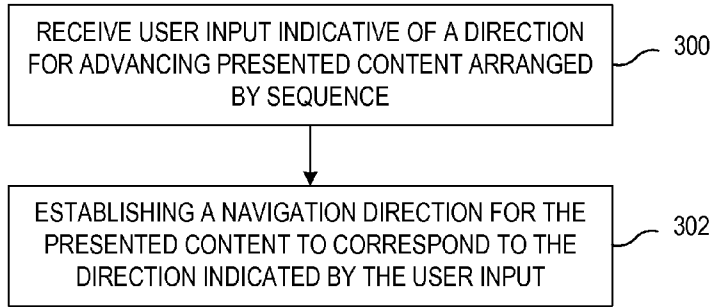 RECEIVE USER INPUT INDICATIVE OF A DIRECTION
FOR ADVANCING PRESENTED CONTENT ARRANGED
BY SEQUENCE
300
ESTABLISHING A NAVIGATION DIRECTION FOR THE
PRESENTED CONTENT TO CORRESPOND TO THE
DIRECTION INDICATED BY THE USER INPUT
302